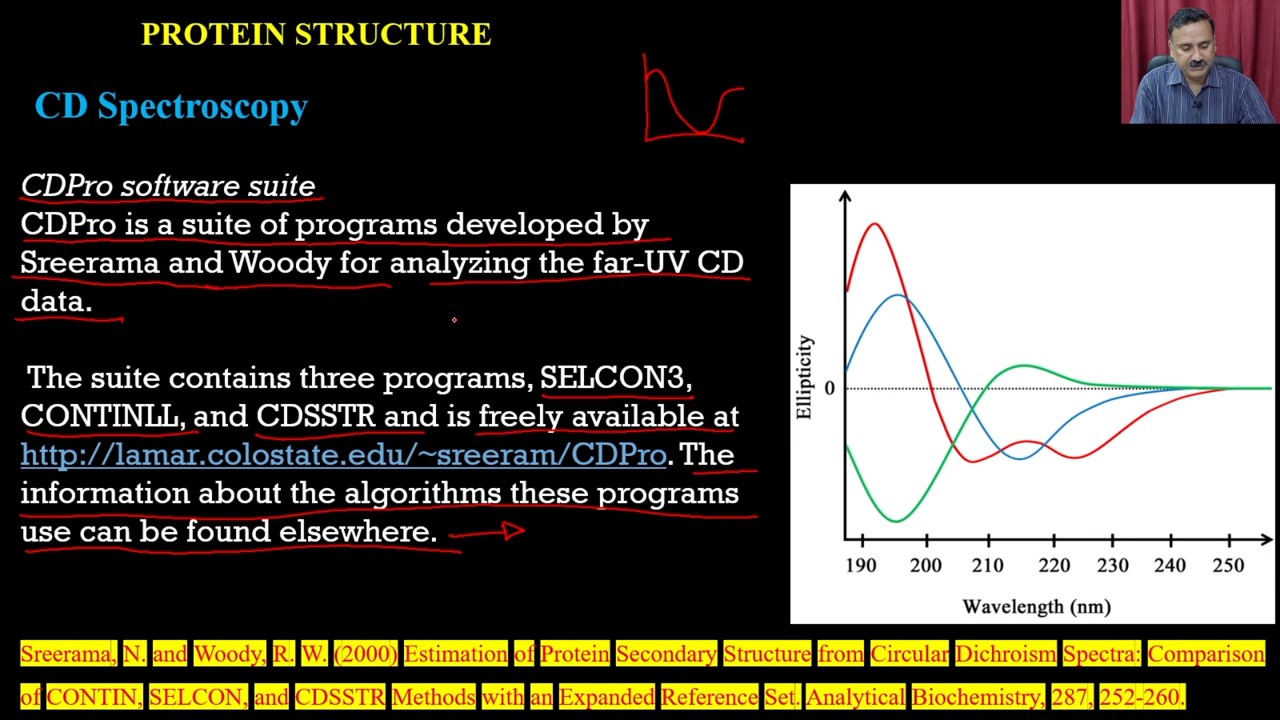 PROTEIN STRUCTURE
CD Spectroscopy
CDPro software suite
CDPro is a suite of programs developed by
Sreerama and Woody for analyzing the far-UV CD
data.
The suite contains three programs, SELCON3,
CONTINLL, and CDSSTR and is freely available at
http://lamar.colostate.edu/~sreeram/CDPro. The
information about the algorithms these programs
use can be found elsewhere.
Ellipticity
0
190 200 210 220 230 240 250
Wavelength (nm)
Sreerama, N. and Woody, R. W. (2000) Estimation of Protein Secondary Structure from Circular Dichroism Spectra: Comparison
of CONTIN, SELCON, and CDSSTR Methods with an Expanded Reference Set. Analytical Biochemistry, 287, 252-260.